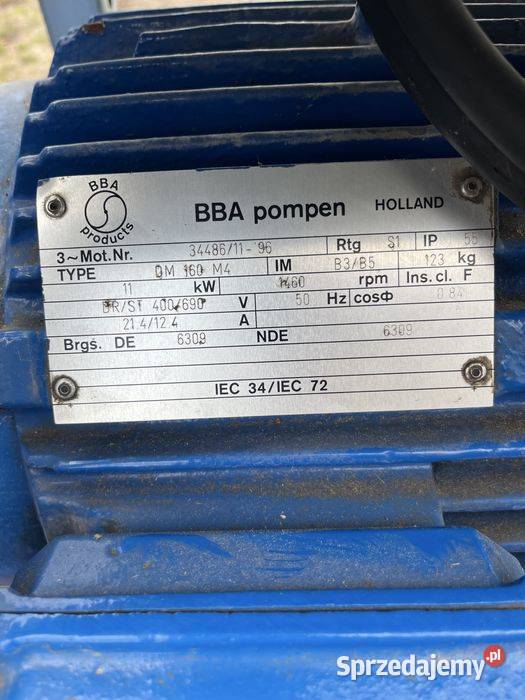 BBA
products
BBA pompen HOLLAND
3~Mot.Nr. 34486/11-'96 Rtg S1 IP 55
TYPE DM 160 M4 IM B3/B5 123 kg
11 kW 1460 rpm Ins. cl. F
DR/ST 400/690 V 50 Hz cosΦ 0.84
21.4/12.4 A
Brgs. DE 6309 NDE 6309
IEC 34/IEC 72
Sprzedajemy.pl